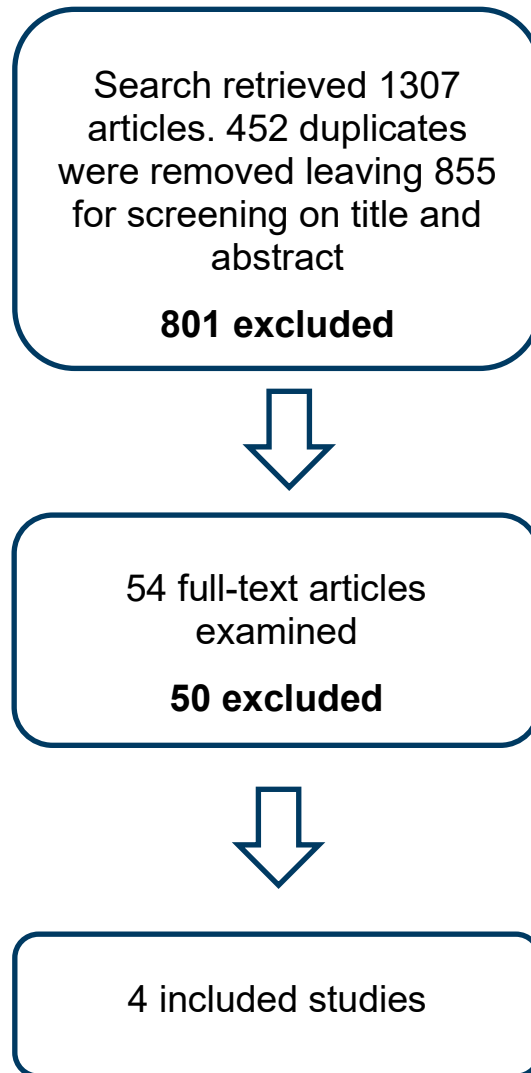 Search retrieved 1307
articles. 452 duplicates
were removed leaving 855
for screening on title and
abstract
801 excluded
54 full-text articles
examined
50 excluded
4 included studies